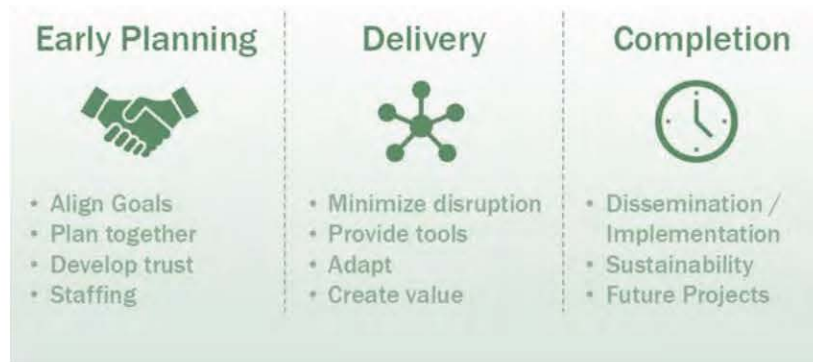 Early Planning
• Align Goals
• Plan together
• Develop trust
• Staffing
Delivery
• Minimize disruption
• Provide tools
• Adapt
• Create value
Completion
• Dissemination /
Implementation
• Sustainability
• Future Projects